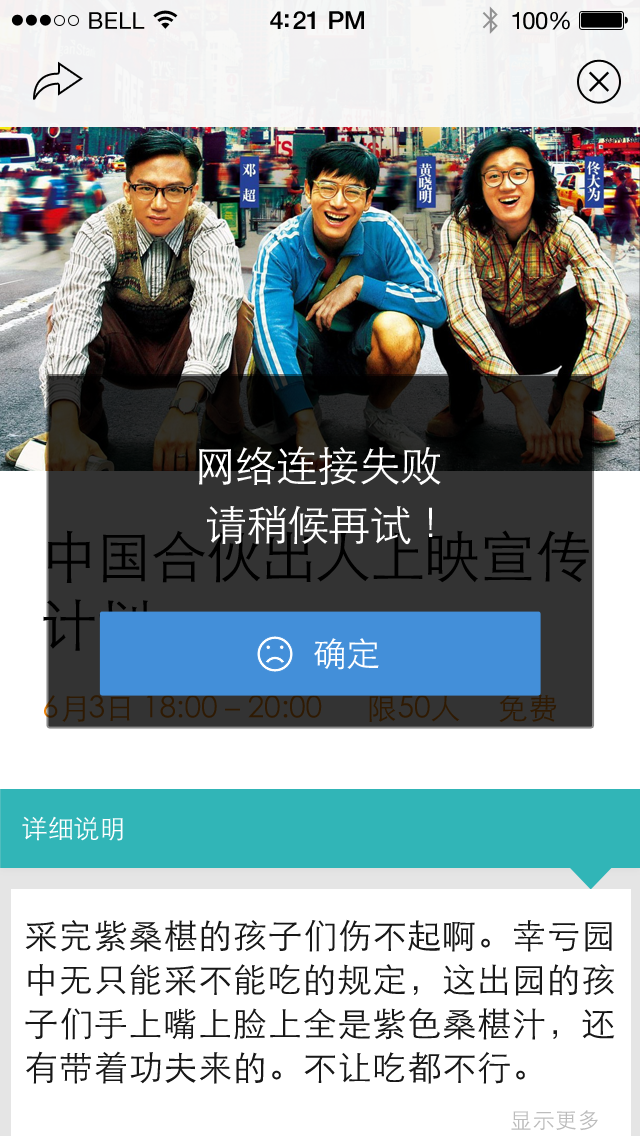 BELL 4:21 PM 100%
邓超
黄晓明
佟大为
网络连接失败
请稍候再试！
中国合伙出人上映宣传
计划
确定
6月3日 18:00 – 20:00 限50人 免费
详细说明
采完紫桑椹的孩子们伤不起啊。幸亏园
中无只能采不能吃的规定，这出园的孩
子们手上嘴上脸上全是紫色桑椹汁，还
有带着功夫来的。不让吃都不行。
显示更多